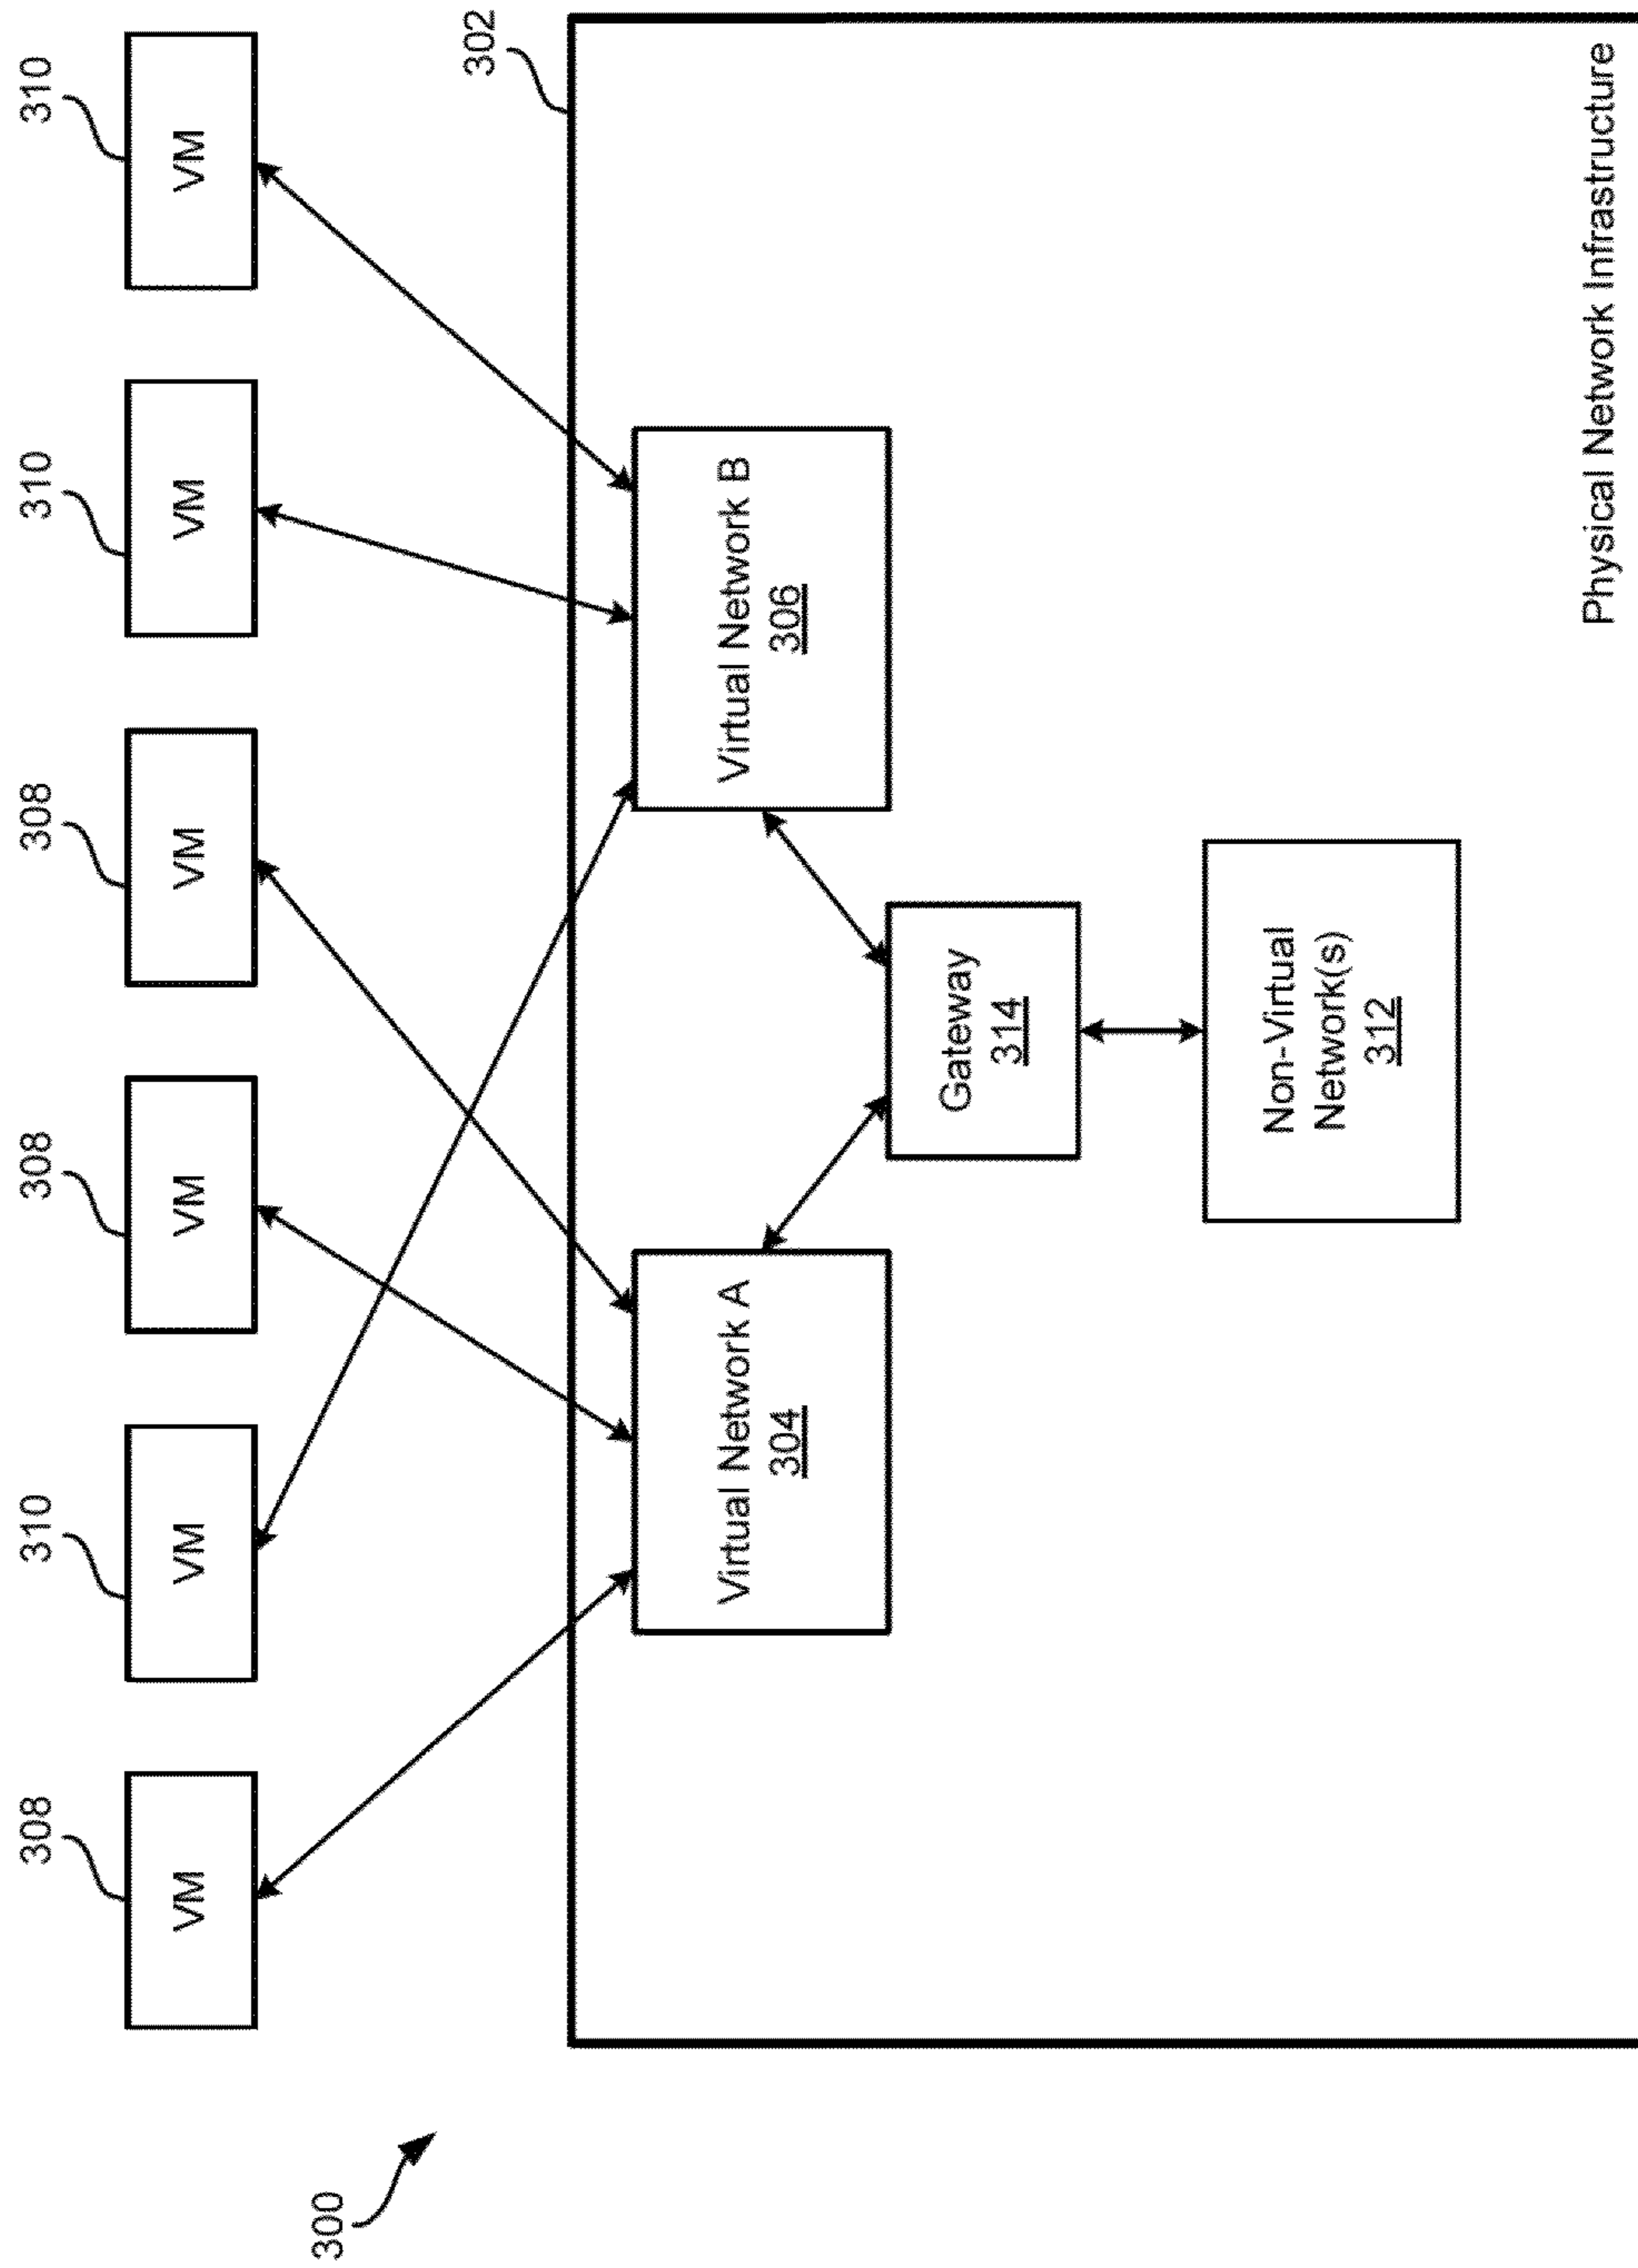 308
310
308
308
310
310
VM
VM
VM
VM
VM
VM
300
302
Virtual Network A
304
Virtual Network B
306
Gateway
314
Non-Virtual
Network(s)
312
Physical Network Infrastructure